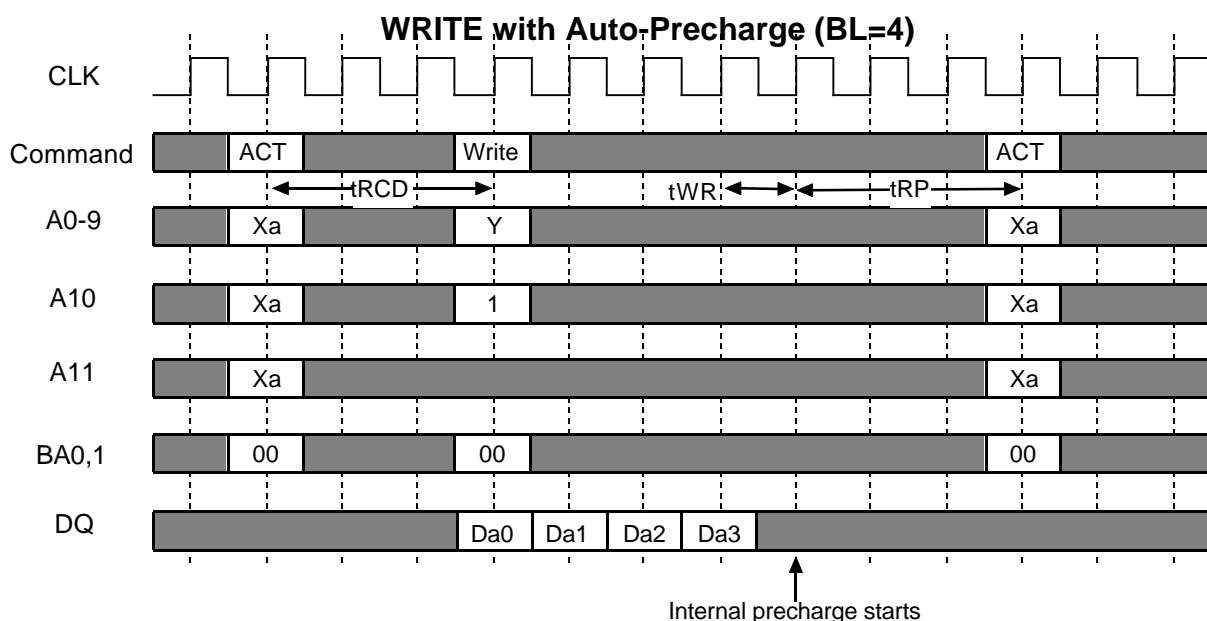 WRITE with Auto-Precharge (BL=4)
CLK
Command ACT Write ACT
tRCD tWR tRP
A0-9 Xa Y Xa
A10 Xa 1 Xa
A11 Xa Xa
BA0,1 00 00 00
DQ Da0 Da1 Da2 Da3
Internal precharge starts